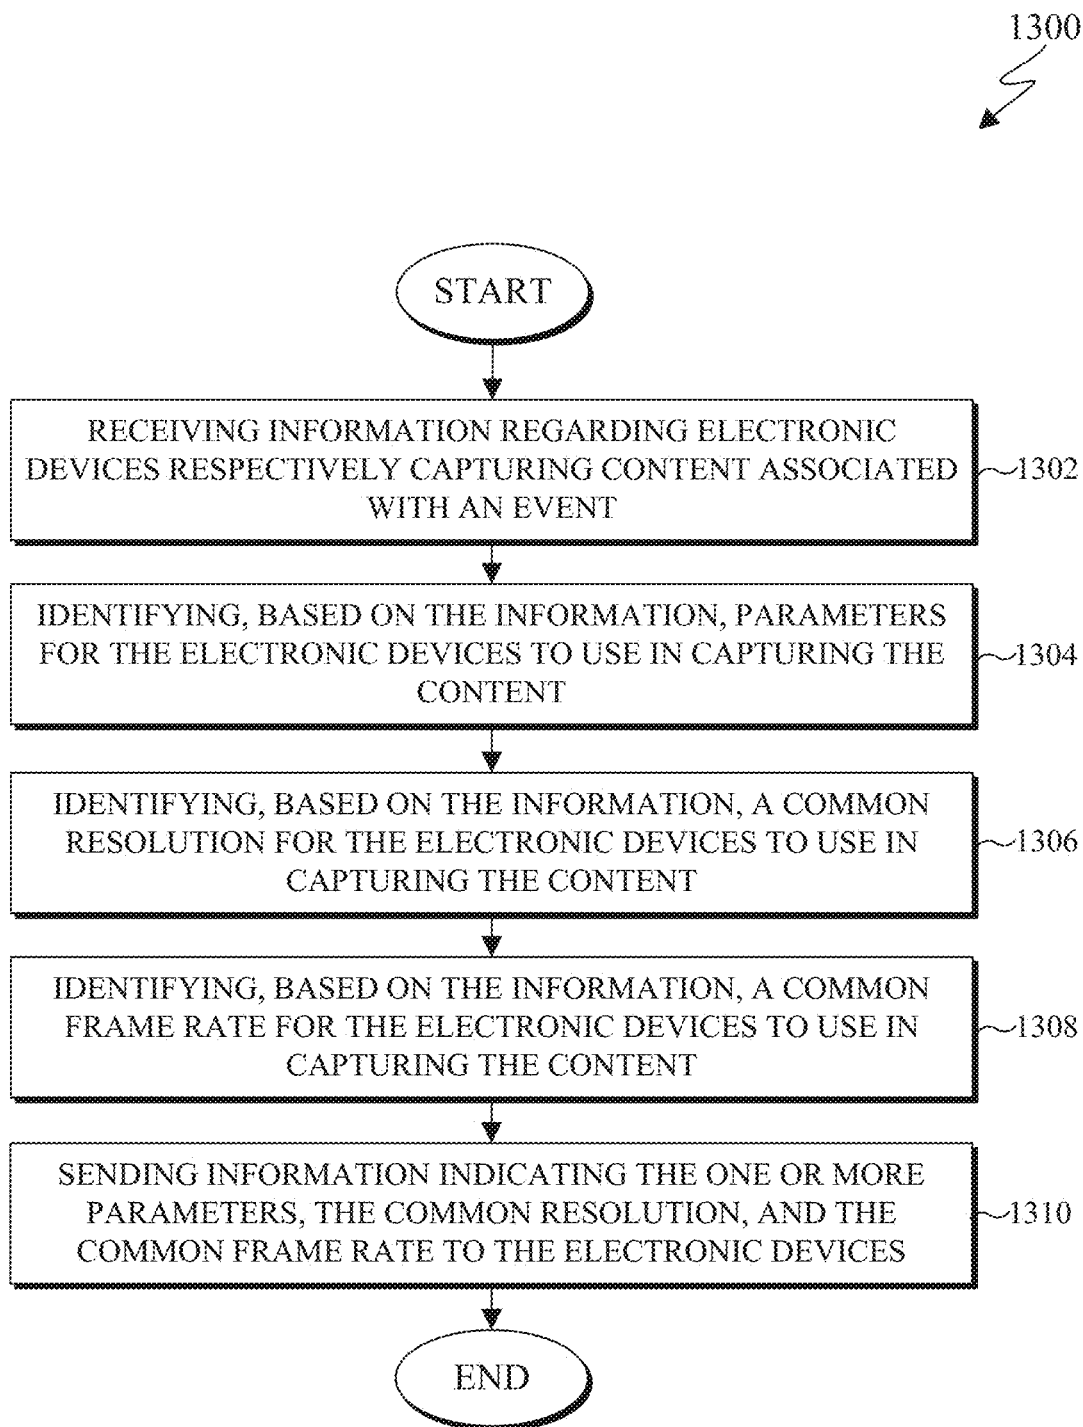 1300
START
RECEIVING INFORMATION REGARDING ELECTRONIC
DEVICES RESPECTIVELY CAPTURING CONTENT ASSOCIATED
WITH AN EVENT
1302
IDENTIFYING, BASED ON THE INFORMATION, PARAMETERS
FOR THE ELECTRONIC DEVICES TO USE IN CAPTURING THE
CONTENT
1304
IDENTIFYING, BASED ON THE INFORMATION, A COMMON
RESOLUTION FOR THE ELECTRONIC DEVICES TO USE IN
CAPTURING THE CONTENT
1306
IDENTIFYING, BASED ON THE INFORMATION, A COMMON
FRAME RATE FOR THE ELECTRONIC DEVICES TO USE IN
CAPTURING THE CONTENT
1308
SENDING INFORMATION INDICATING THE ONE OR MORE
PARAMETERS, THE COMMON RESOLUTION, AND THE
COMMON FRAME RATE TO THE ELECTRONIC DEVICES
1310
END